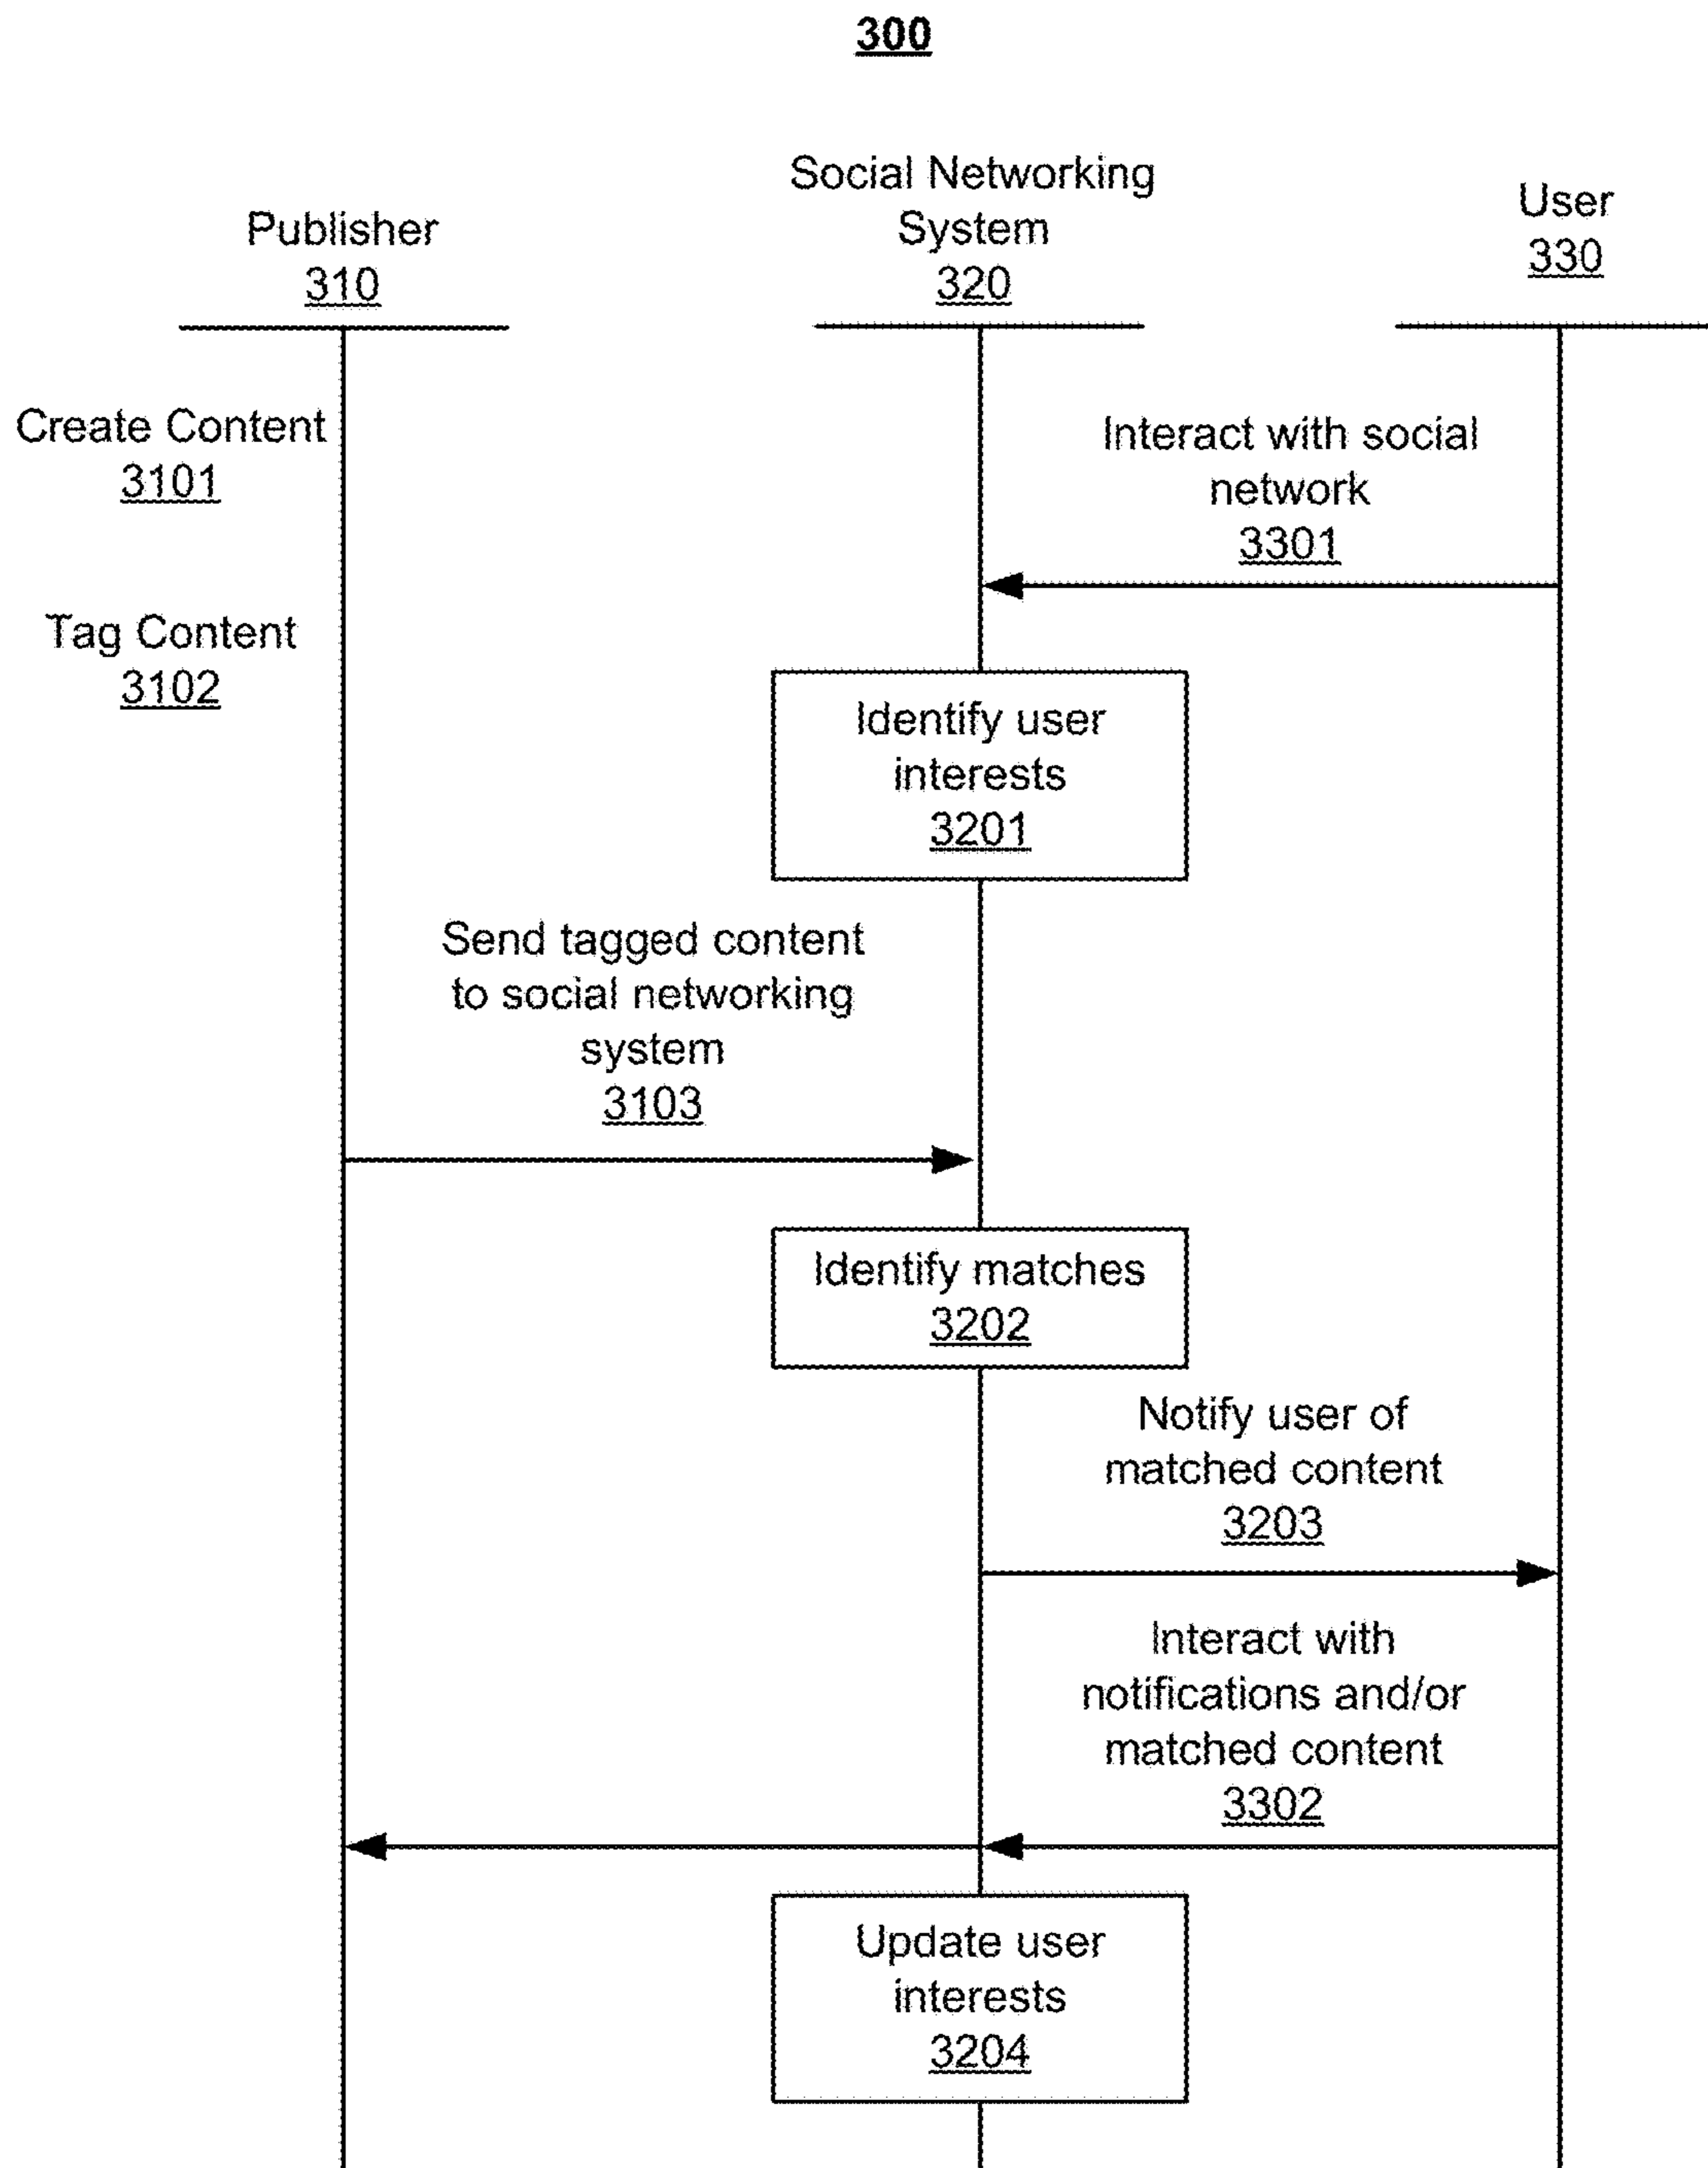 300
Publisher
310
Social Networking
System
320
User
330
Create Content
3101
Interact with social
network
3301
Tag Content
3102
Identify user
interests
3201
Send tagged content
to social networking
system
3103
Identify matches
3202
Notify user of
matched content
3203
Interact with
notifications and/or
matched content
3302
Update user
interests
3204